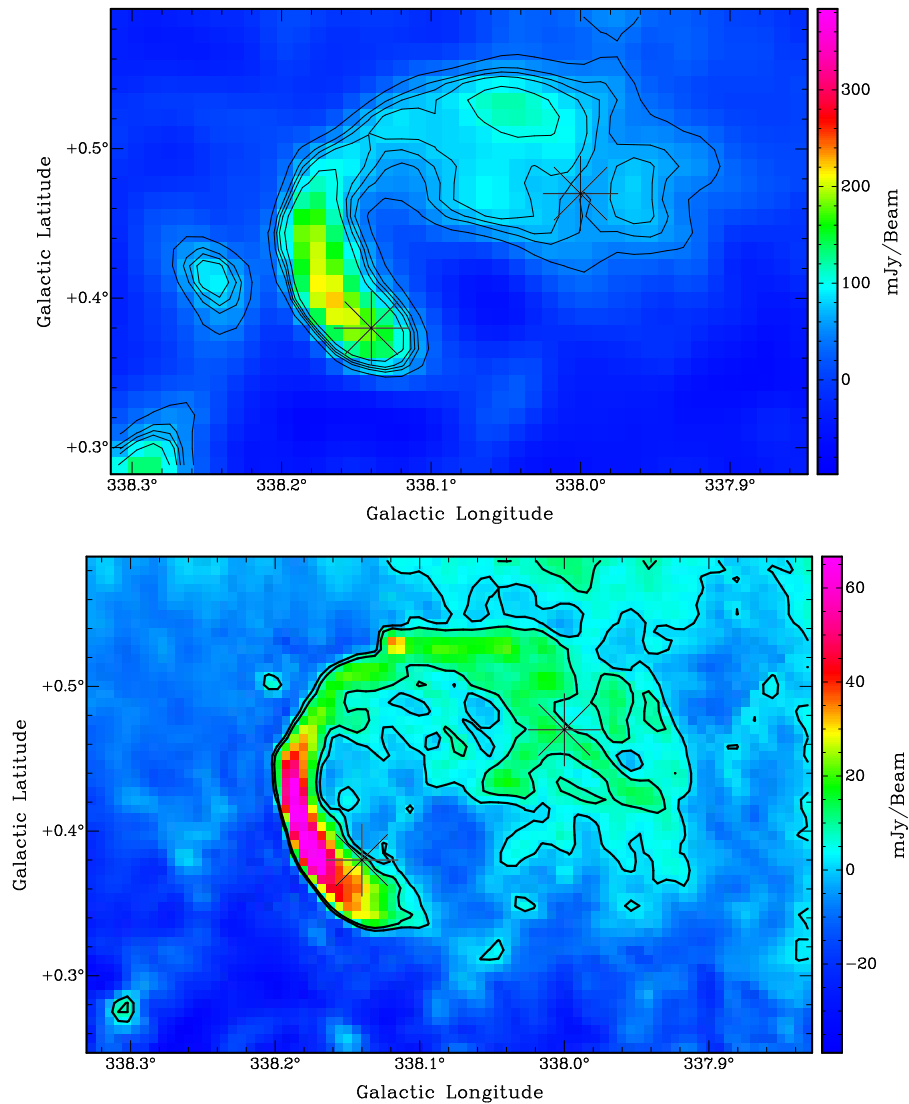 300
+0.5°
200
Galactic Latitude
mJy/Beam
100
+0.4°
0
+0.3°
338.3° 338.2° 338.1° 338.0° 337.9°
Galactic Longitude
60
40
+0.5°
20
Galactic Latitude
mJy/Beam
+0.4°
0
−20
+0.3°
338.3° 338.2° 338.1° 338.0° 337.9°
Galactic Longitude